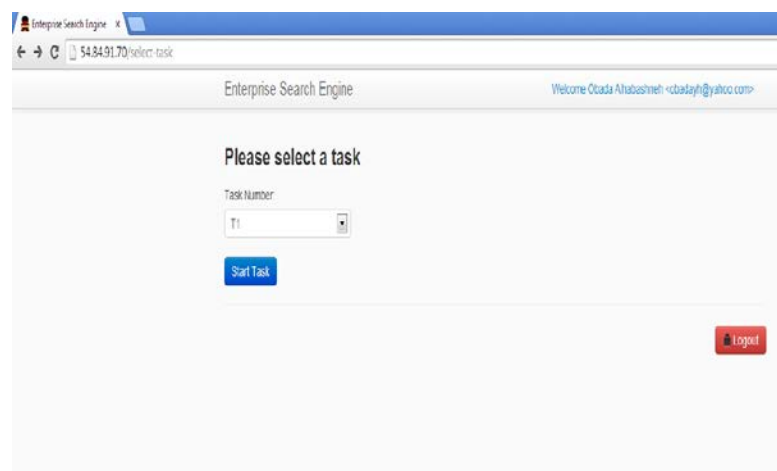 Enterprise Search Engine x
54.84.91.70/select-task
Enterprise Search Engine Welcome Obada Alhabashneh <obadayh@yahoo.com>
Please select a task
Task Number
T1
Start Task
Logout